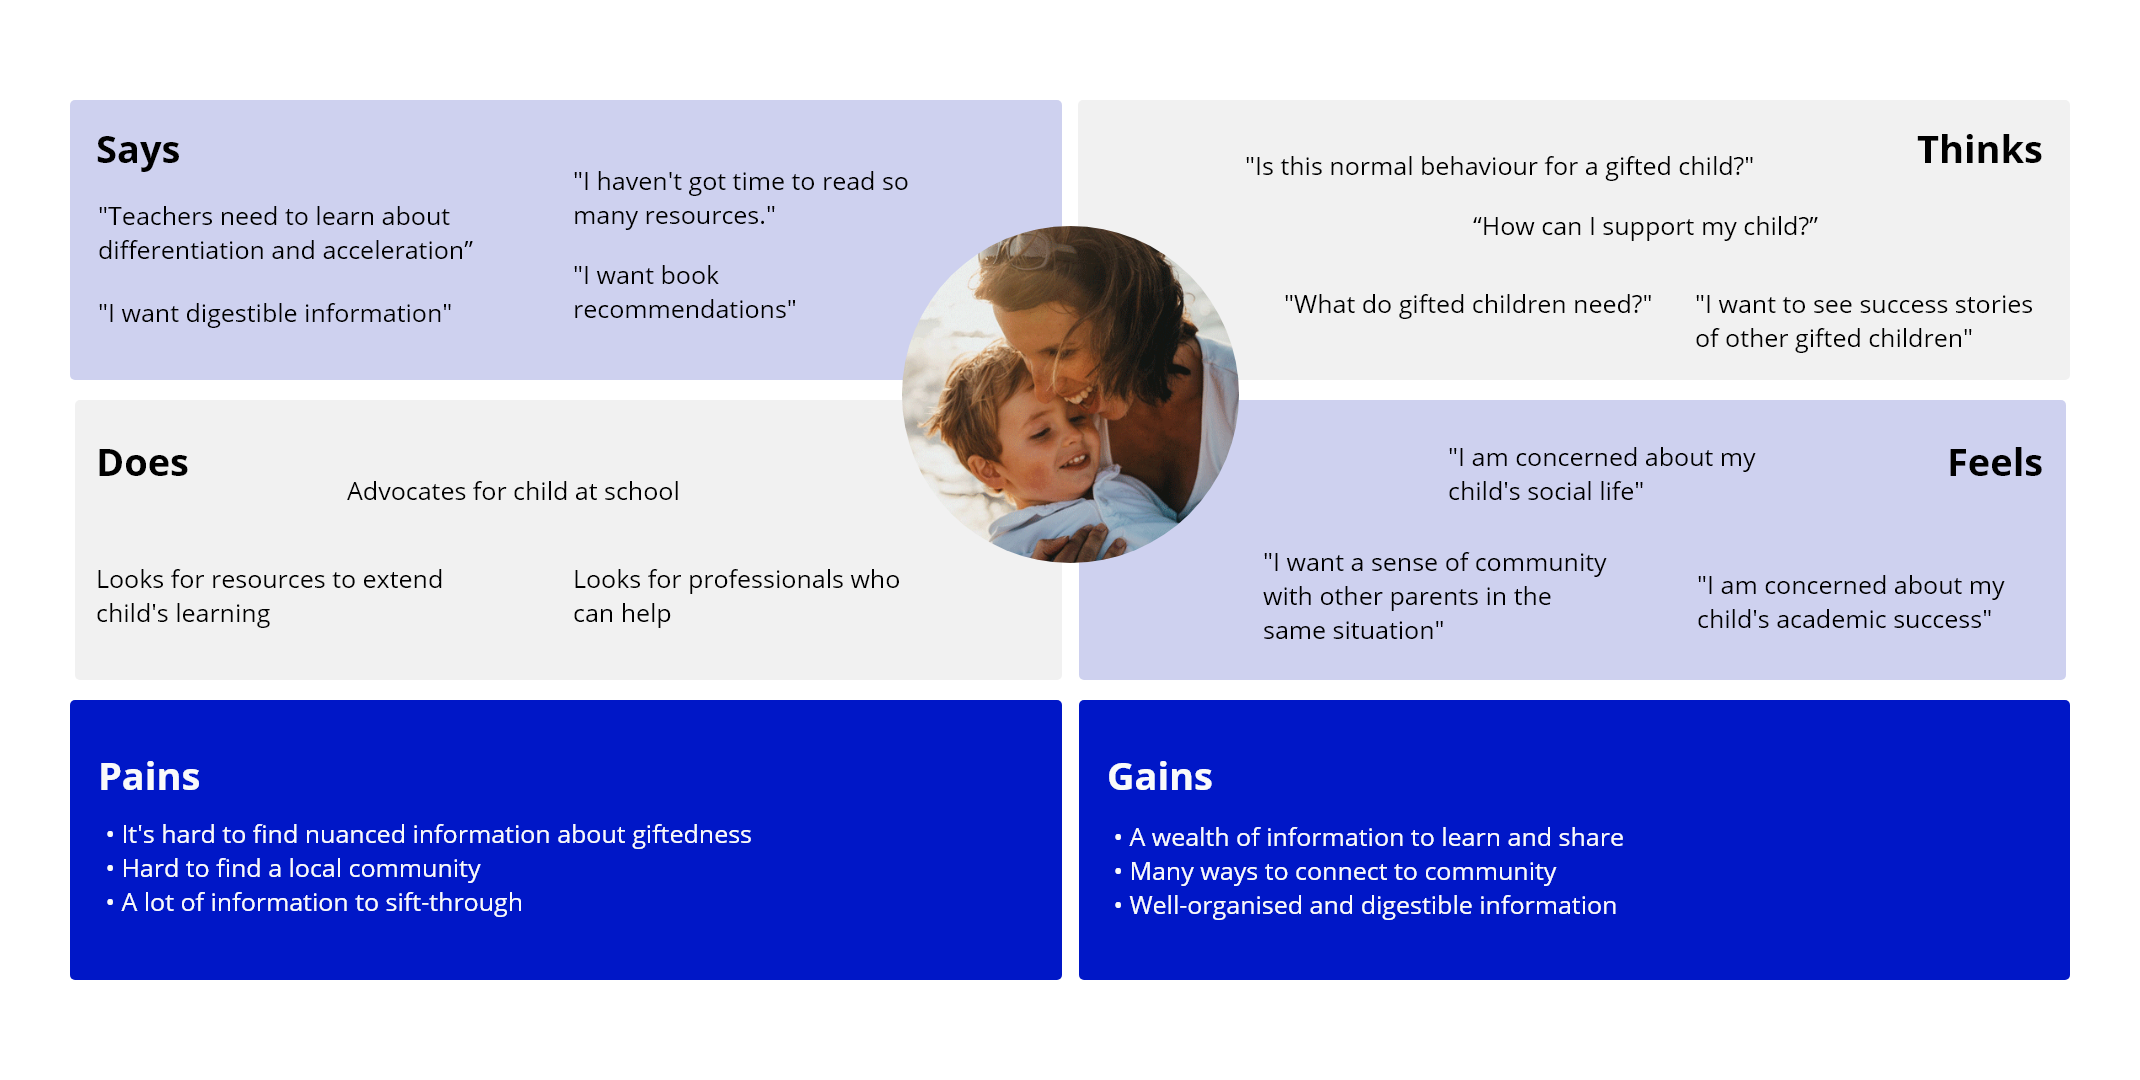 Says
"Teachers need to learn about
differentiation and acceleration”
"I want digestible information"
"I haven't got time to read so
many resources."
"I want book
recommendations"
Thinks
"Is this normal behaviour for a gifted child?"
“How can I support my child?”
"What do gifted children need?"
"I want to see success stories
of other gifted children"
Does
Advocates for child at school
Looks for resources to extend
child's learning
Looks for professionals who
can help
Feels
"I am concerned about my
child's social life"
"I want a sense of community
with other parents in the
same situation"
"I am concerned about my
child's academic success"
Pains
• It's hard to find nuanced information about giftedness
• Hard to find a local community
• A lot of information to sift-through
Gains
• A wealth of information to learn and share
• Many ways to connect to community
• Well-organised and digestible information